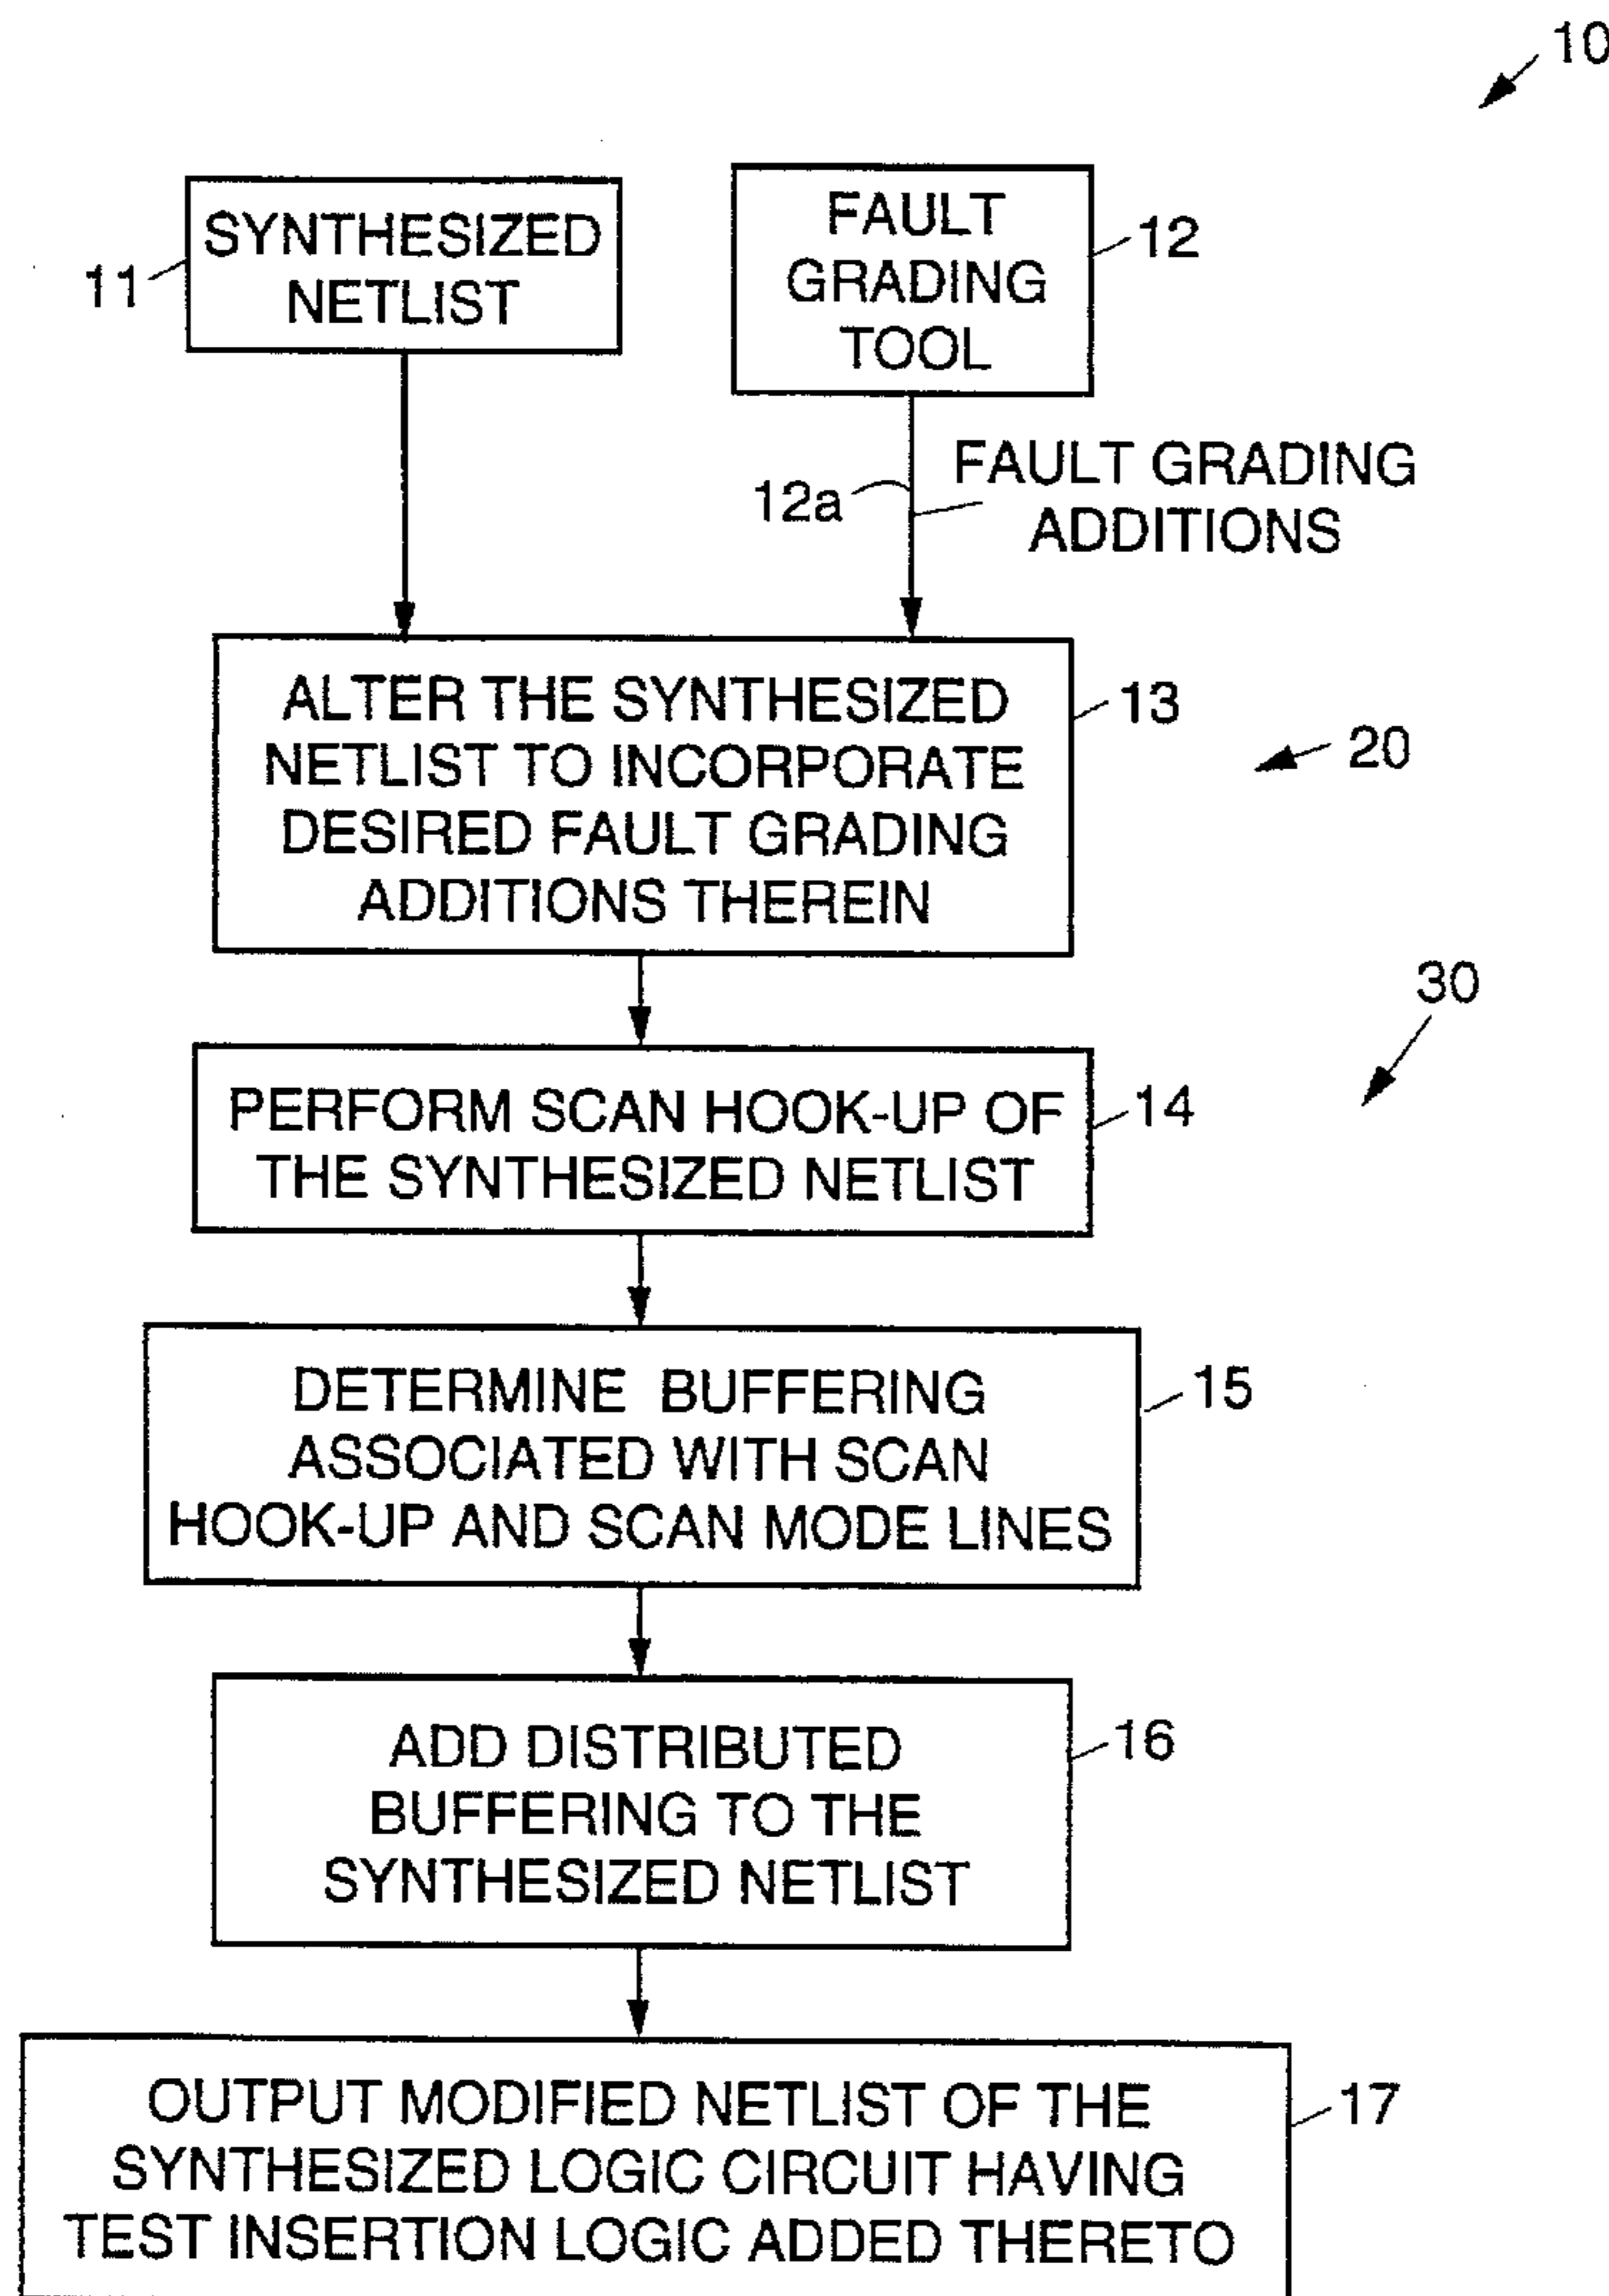 10
SYNTHESIZED
NETLIST
11
FAULT
GRADING
TOOL
12
12a
FAULT GRADING
ADDITIONS
ALTER THE SYNTHESIZED
NETLIST TO INCORPORATE
DESIRED FAULT GRADING
ADDITIONS THEREIN
13
20
30
PERFORM SCAN HOOK-UP OF
THE SYNTHESIZED NETLIST
14
DETERMINE BUFFERING
ASSOCIATED WITH SCAN
HOOK-UP AND SCAN MODE LINES
15
ADD DISTRIBUTED
BUFFERING TO THE
SYNTHESIZED NETLIST
16
OUTPUT MODIFIED NETLIST OF THE
SYNTHESIZED LOGIC CIRCUIT HAVING
TEST INSERTION LOGIC ADDED THERETO
17